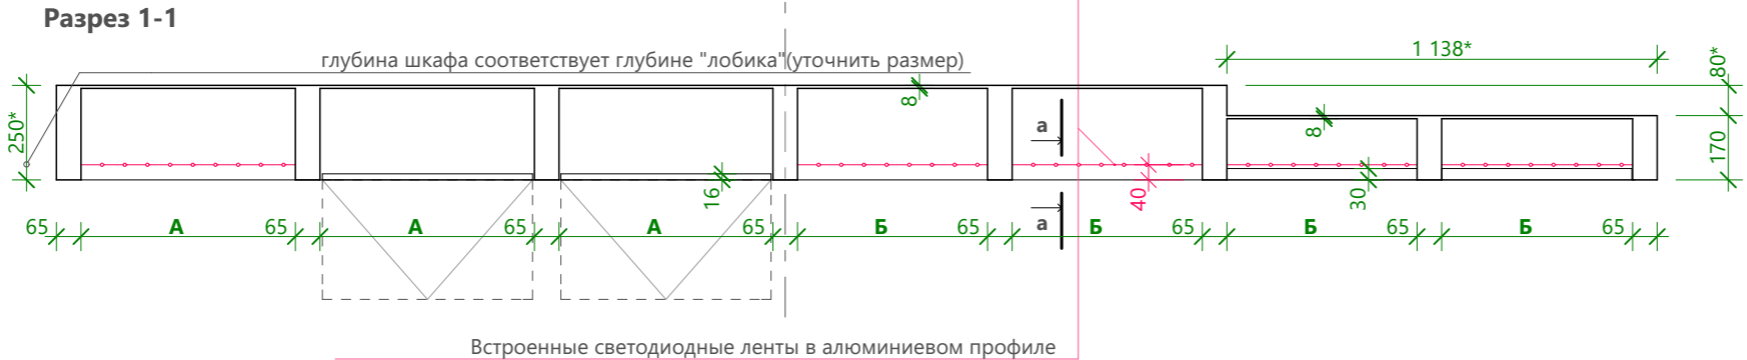 Разрез 1-1
глубина шкафа соответствует глубине "лобика"(уточнить размер)
1 138*
80*
250*
8
8
а
170
16
40
30
65 А 65 А 65 А 65 Б 65 а Б 65 Б 65 Б 65
Встроенные светодиодные ленты в алюминиевом профиле